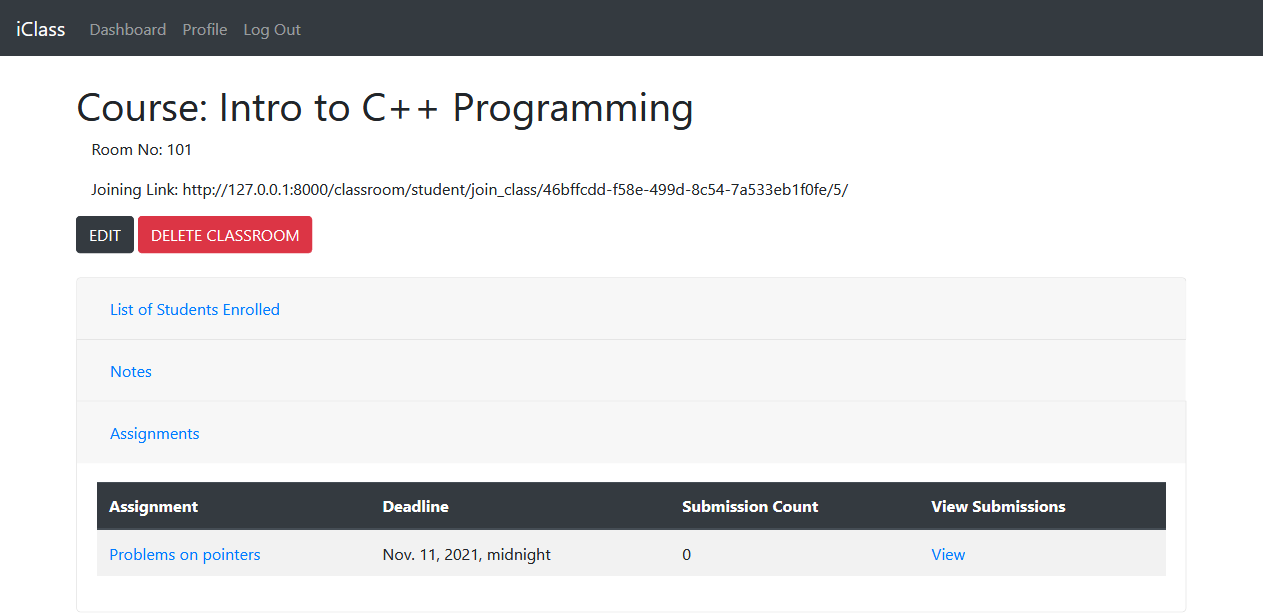 iClass Dashboard Profile Log Out
Course: Intro to C++ Programming
Room No: 101
Joining Link: http://127.0.0.1:8000/classroom/student/join_class/46bffcdd-f58e-499d-8c54-7a533eb1f0fe/5/
EDIT DELETE CLASSROOM
List of Students Enrolled
Notes
Assignments
Assignment Deadline Submission Count View Submissions
Problems on pointers Nov. 11, 2021, midnight 0 View